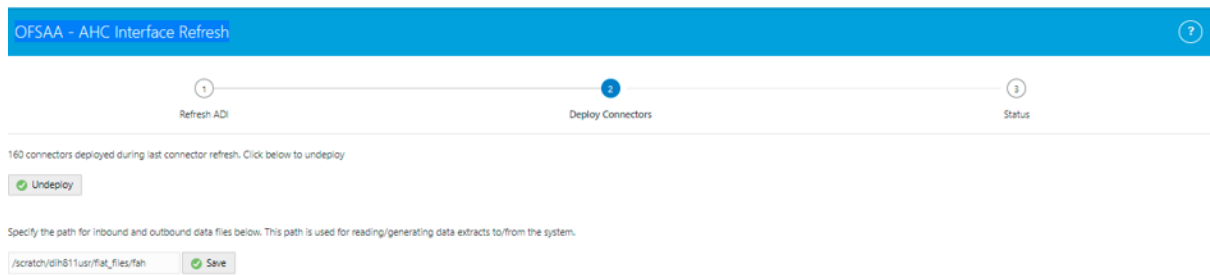 OFSAA - AHC Interface Refresh ?
1 2 3
Refresh ADI Deploy Connectors Status
160 connectors deployed during last connector refresh. Click below to undeploy
Undeploy
Specify the path for inbound and outbound data files below. This path is used for reading/generating data extracts to/from the system.
/scratch/dih811usr/flat_files/fah Save